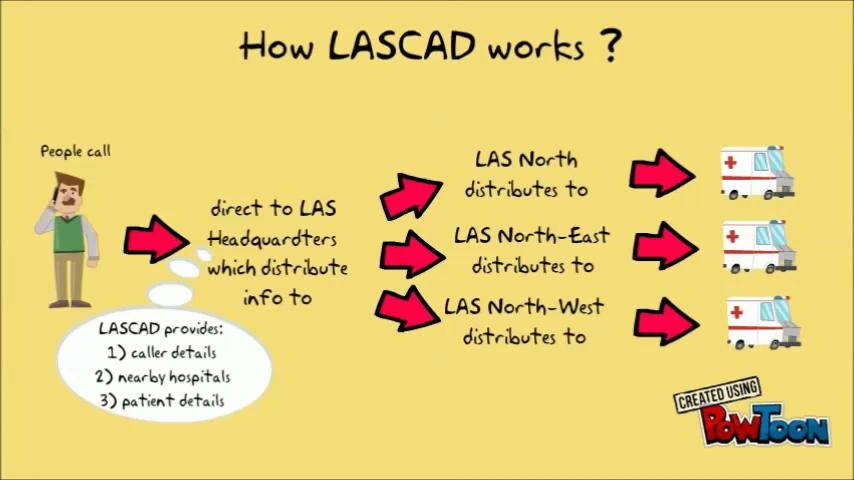 How LASCAD works ?
People call
direct to LAS
Headquardters
which distribute
info to
LASCAD provides:
1) caller details
2) nearby hospitals
3) patient details
LAS North
distributes to
LAS North-East
distributes to
LAS North-West
distributes to
CREATED USING
POWTOON